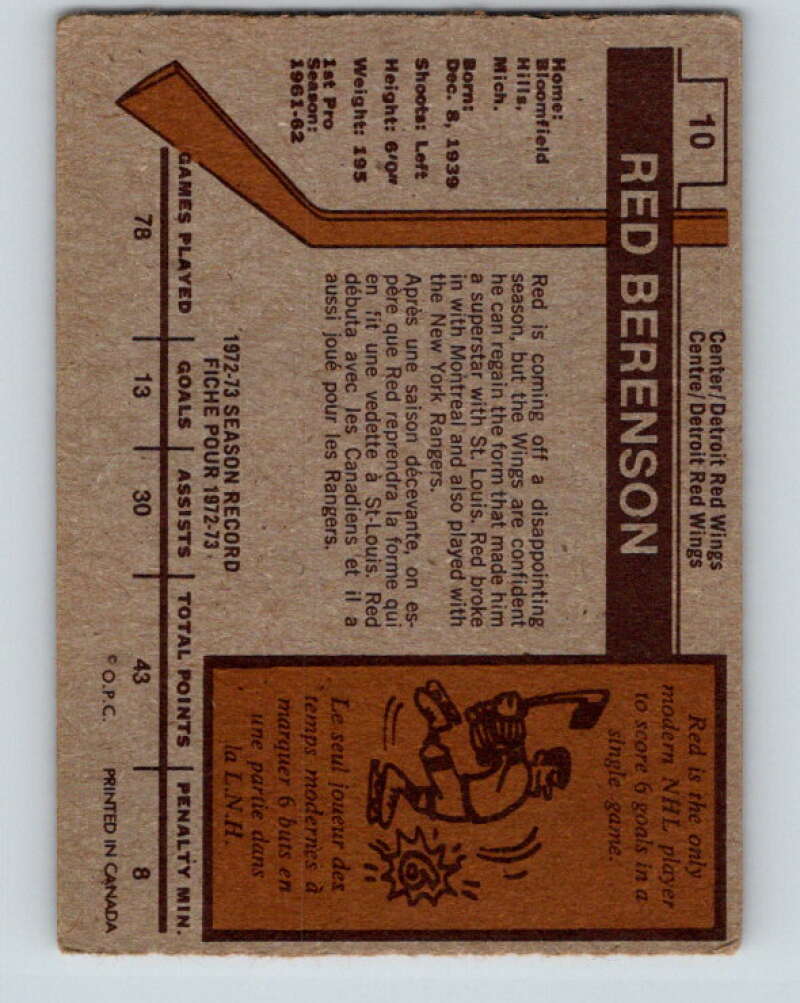 10
Center/Detroit Red Wings
Centre/Detroit Red Wings
RED BERENSON
Home:
Bloomfield
Hills,
Mich.
Born:
Dec. 8, 1939
Shoots: Left
Height: 6/0"
Weight: 195
1st Pro
Season:
1961-62
Red is coming off a disappointing
season, but the Wings are confident
he can regain the form that made him
a superstar with St. Louis. Red broke
in with Montreal and also played with
the New York Rangers.
Après une saison décevante, on es-
père que Red reprendra la forme qui
en fit une vedette à St-Louis. Red
débuta avec les Canadiens et il a
aussi joué pour les Rangers.
Red is the only
modern NHL player
to score 6 goals in a
single game.
6
Le seul joueur des
temps modernes à
marquer 6 buts en
une partie dans
la L.N.H.
1972-73 SEASON RECORD
FICHE POUR 1972-73
GAMES PLAYED GOALS ASSISTS TOTAL POINTS PENALTY MIN.
78 13 30 43 8
© O.P.C. PRINTED IN CANADA